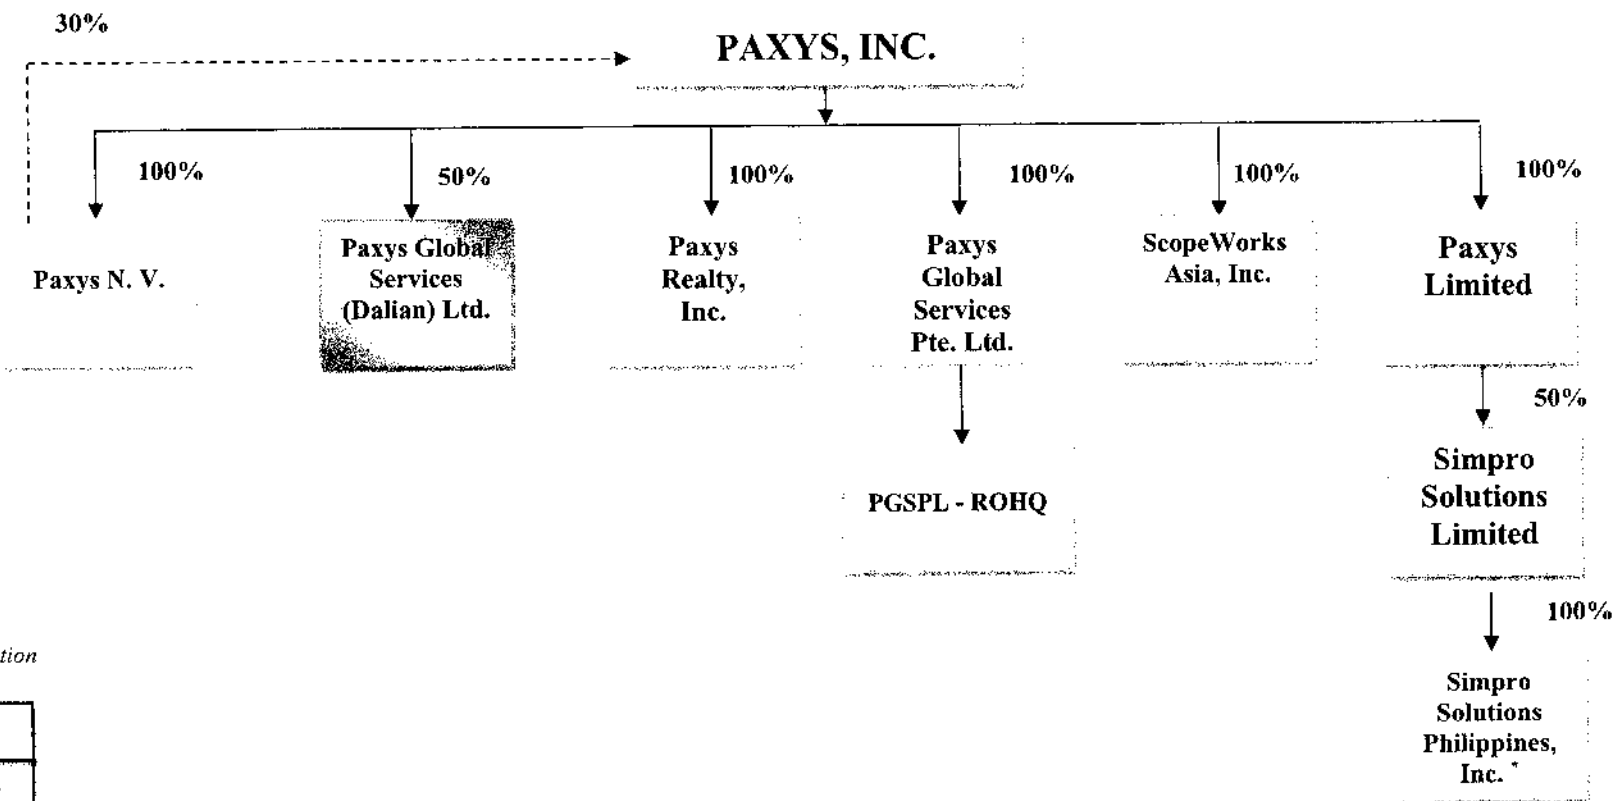 30%
PAXYS, INC.
100%
50%
100%
100%
100%
100%
Paxys N. V.
Paxys Global
Services
(Dalian) Ltd.
Paxys
Realty,
Inc.
Paxys
Global
Services
Pte. Ltd.
ScopeWorks
Asia, Inc.
Paxys
Limited
50%
PGSPL - ROHQ
Simpro
Solutions
Limited
100%
tion
Simpro
Solutions
Philippines,
Inc. *